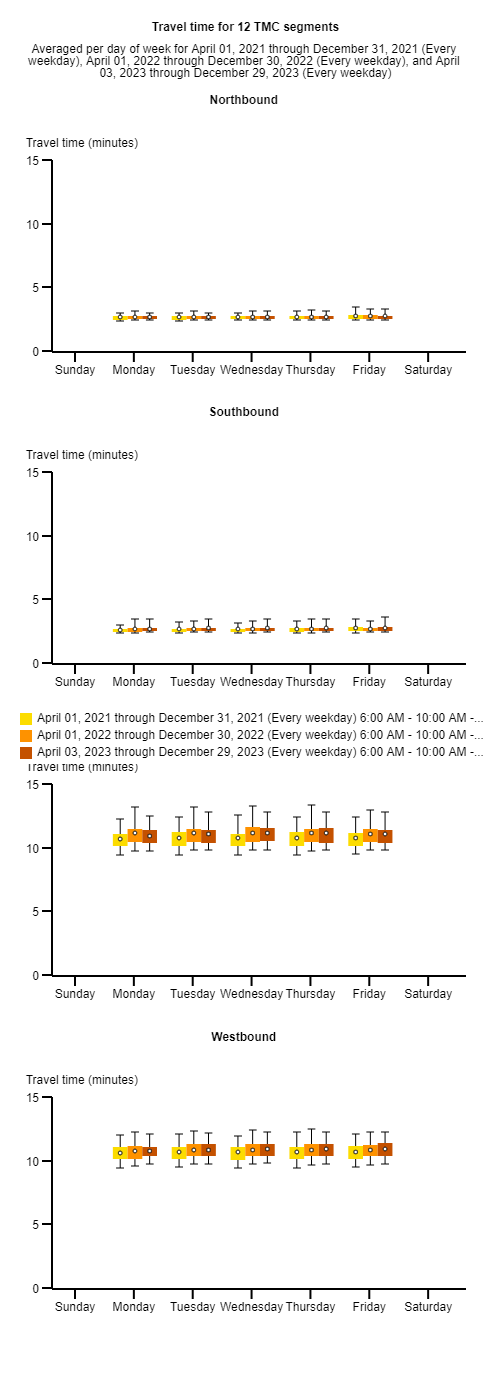 Travel time for 12 TMC segments
Averaged per day of week for April 01, 2021 through December 31, 2021 (Every
weekday), April 01, 2022 through December 30, 2022 (Every weekday), and April
03, 2023 through December 29, 2023 (Every weekday)
Northbound
Travel time (minutes)
15
10
5
0
Sunday Monday Tuesday Wednesday Thursday Friday Saturday
Southbound
Travel time (minutes)
15
10
5
0
Sunday Monday Tuesday Wednesday Thursday Friday Saturday
April 01, 2021 through December 31, 2021 (Every weekday) 6:00 AM - 10:00 AM -...
April 01, 2022 through December 30, 2022 (Every weekday) 6:00 AM - 10:00 AM -...
April 03, 2023 through December 29, 2023 (Every weekday) 6:00 AM - 10:00 AM -...
Travel time (minutes)
15
10
5
0
Sunday Monday Tuesday Wednesday Thursday Friday Saturday
Westbound
Travel time (minutes)
15
10
5
0
Sunday Monday Tuesday Wednesday Thursday Friday Saturday